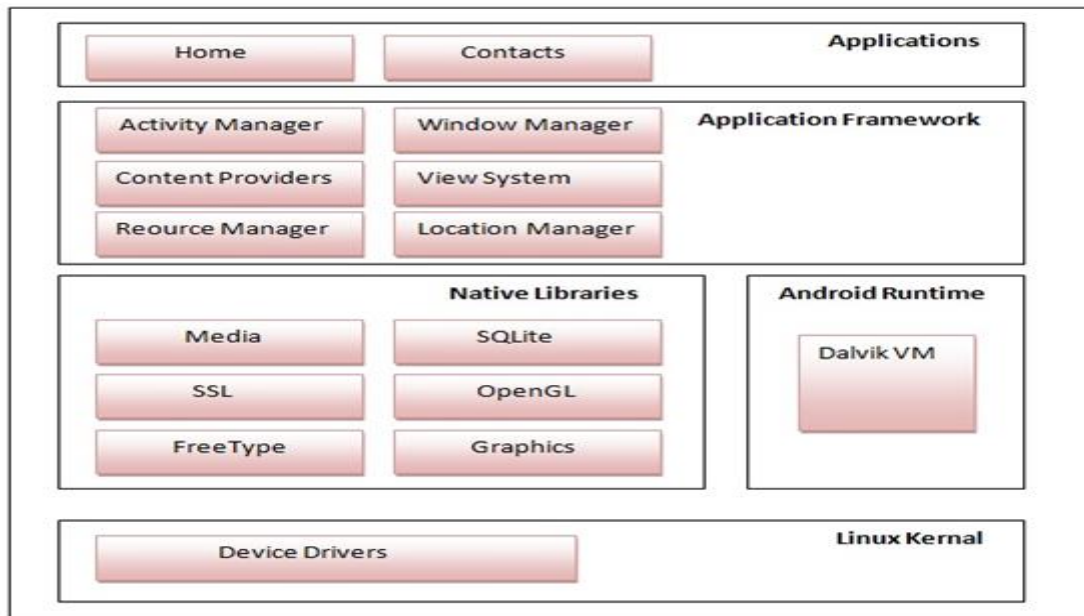 Applications
Home Contacts
Application Framework
Activity Manager Window Manager
Content Providers View System
Reource Manager Location Manager
Native Libraries
Media SQLite
SSL OpenGL
FreeType Graphics
Android Runtime
Dalvik VM
Linux Kernal
Device Drivers